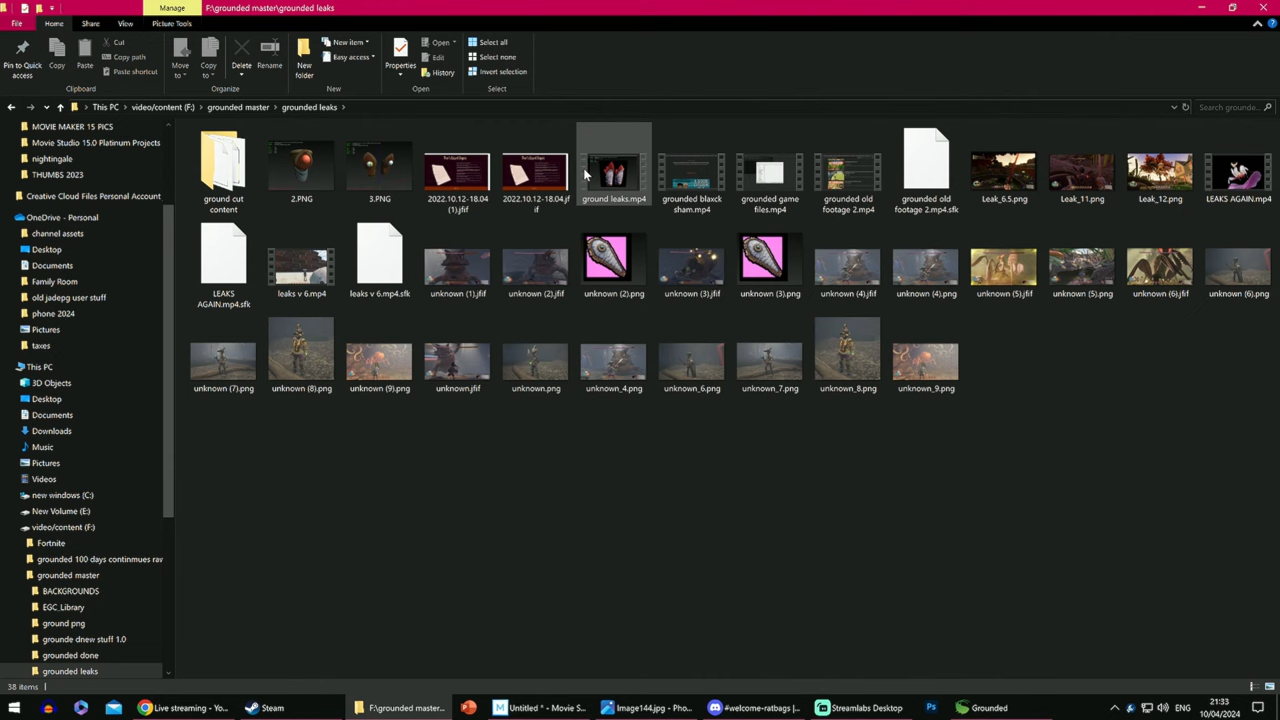 Manage
F:\grounded master\grounded leaks
File
Home
Share
View
Picture Tools
Pin to Quick access
Copy
Paste
Cut
Copy path
Paste shortcut
Move to
Copy to
Delete
Rename
New folder
New item
Easy access
Properties
Open
Edit
History
Select all
Select none
Invert selection
Clipboard
Organize
New
Open
Select
This PC
video/content (F:)
grounded master
grounded leaks
Search grounde...
MOVIE MAKER 15 PICS
Movie Studio 15.0 Platinum Projects
nightingale
THUMBS 2023
Creative Cloud Files Personal Account
OneDrive - Personal
channel assets
Desktop
Documents
Family Room
old jadepg user stuff
phone 2024
Pictures
taxes
This PC
3D Objects
Desktop
Documents
Downloads
Music
Pictures
Videos
new windows (C:)
New Volume (E:)
video/content (F:)
Fortnite
grounded 100 days continmues rav
grounded master
BACKGROUNDS
EGC_Library
ground png
grounde dnew stuff 1.0
grounded done
grounded leaks
ground cut
content
2.PNG
3.PNG
2022.10.12-18.04
(1).jfif
2022.10.12-18.04.jf
if
ground leaks.mp4
grounded blaxck
sham.mp4
grounded game
files.mp4
grounded old
footage 2.mp4
grounded old
footage 2.mp4.sfk
Leak_6.5.png
Leak_11.png
Leak_12.png
LEAKS AGAIN.mp4
LEAKS
AGAIN.mp4.sfk
leaks v 6.mp4
leaks v 6.mp4.sfk
unknown (1).jfif
unknown (2).jfif
unknown (2).png
unknown (3).jfif
unknown (3).png
unknown (4).jfif
unknown (4).png
unknown (5).jfif
unknown (5).png
unknown (6).jfif
unknown (6).png
unknown (7).png
unknown (8).png
unknown (9).png
unknown.jfif
unknown.png
unknown_4.png
unknown_6.png
unknown_7.png
unknown_8.png
unknown_9.png
38 items
Live streaming - Yo...
Steam
F:\grounded master...
Untitled * - Movie S...
Image144.jpg - Pho...
#welcome-ratbags |...
Streamlabs Desktop
Grounded
ENG
21:33
10/04/2024